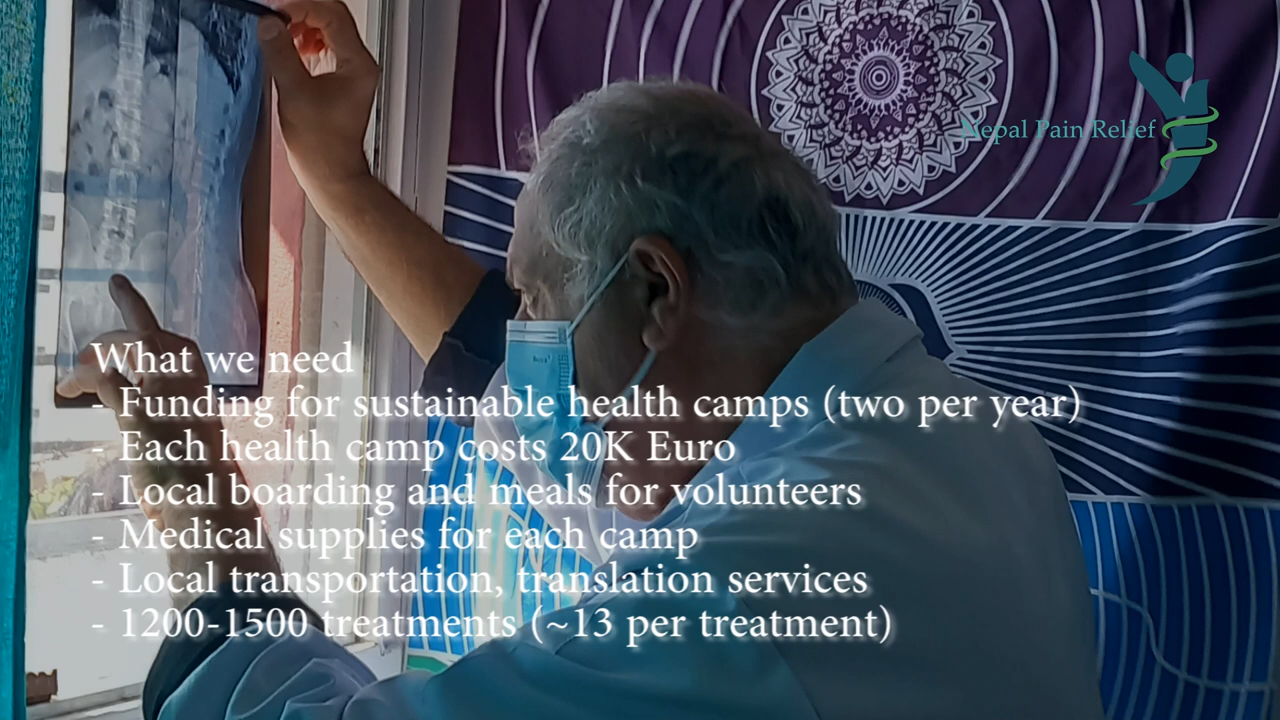 Nepal Pain Relief
What we need
- Funding for sustainable health camps (two per year)
- Each health camp costs 20K Euro
- Local boarding and meals for volunteers
- Medical supplies for each camp
- Local transportation, translation services
- 1200-1500 treatments (~13 per treatment)